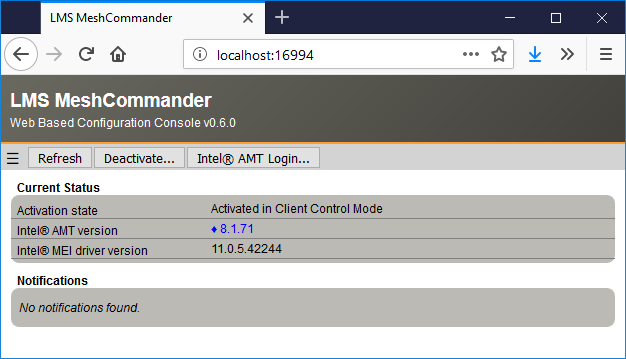 LMS MeshCommander
localhost:16994
LMS MeshCommander
Web Based Configuration Console v0.6.0
Refresh Deactivate... Intel® AMT Login...
Current Status
Activation state Activated in Client Control Mode
Intel® AMT version ♦ 8.1.71
Intel® MEI driver version 11.0.5.42244
Notifications
No notifications found.